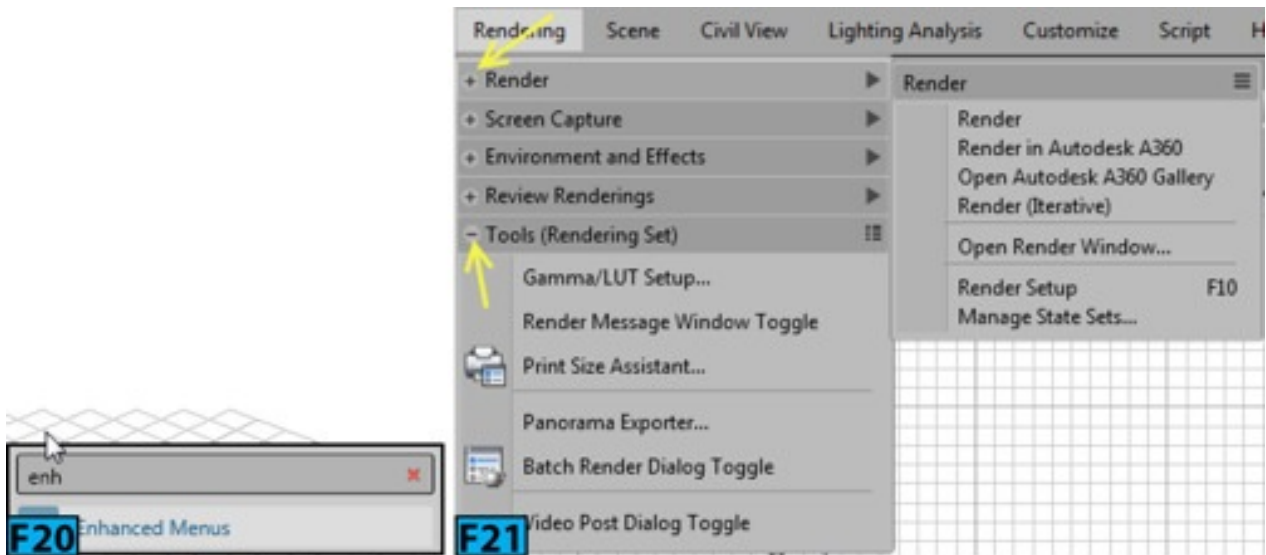 enh
Enhanced Menus
F20
Rendering Scene Civil View Lighting Analysis Customize Script H
+ Render
+ Screen Capture
+ Environment and Effects
+ Review Renderings
- Tools (Rendering Set)
Gamma/LUT Setup...
Render Message Window Toggle
Print Size Assistant...
Panorama Exporter...
Batch Render Dialog Toggle
Video Post Dialog Toggle
F21
Render
Render
Render in Autodesk A360
Open Autodesk A360 Gallery
Render (Iterative)
Open Render Window...
Render Setup F10
Manage State Sets...